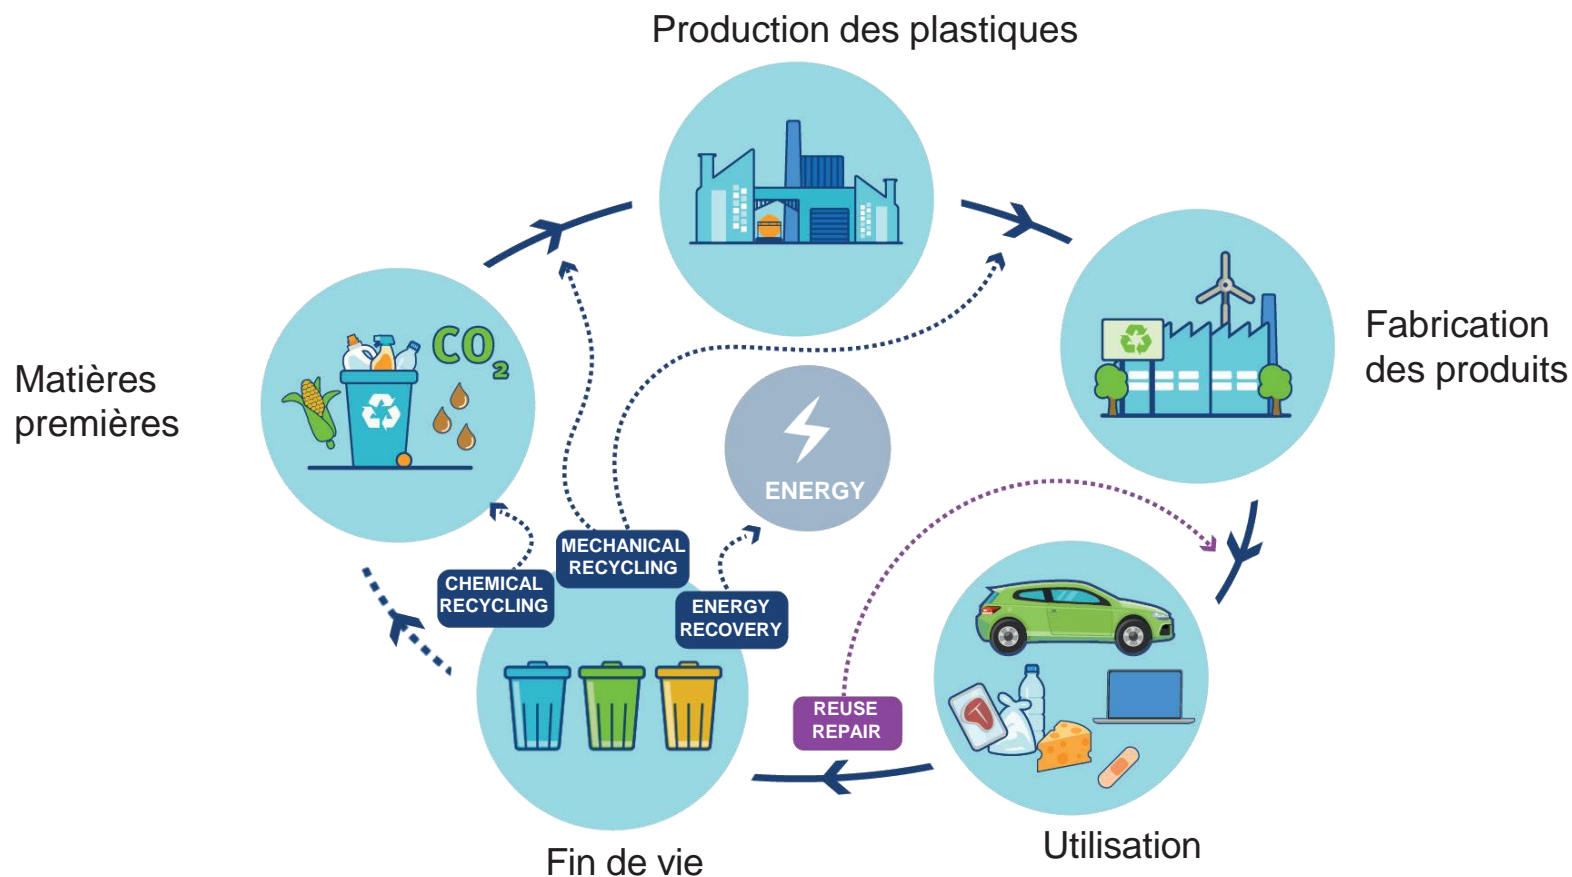 Production des plastiques
Fabrication
des produits
Matières
premières
CO2
ENERGY
MECHANICAL
RECYCLING
CHEMICAL
RECYCLING
ENERGY
RECOVERY
REUSE
REPAIR
Utilisation
Fin de vie